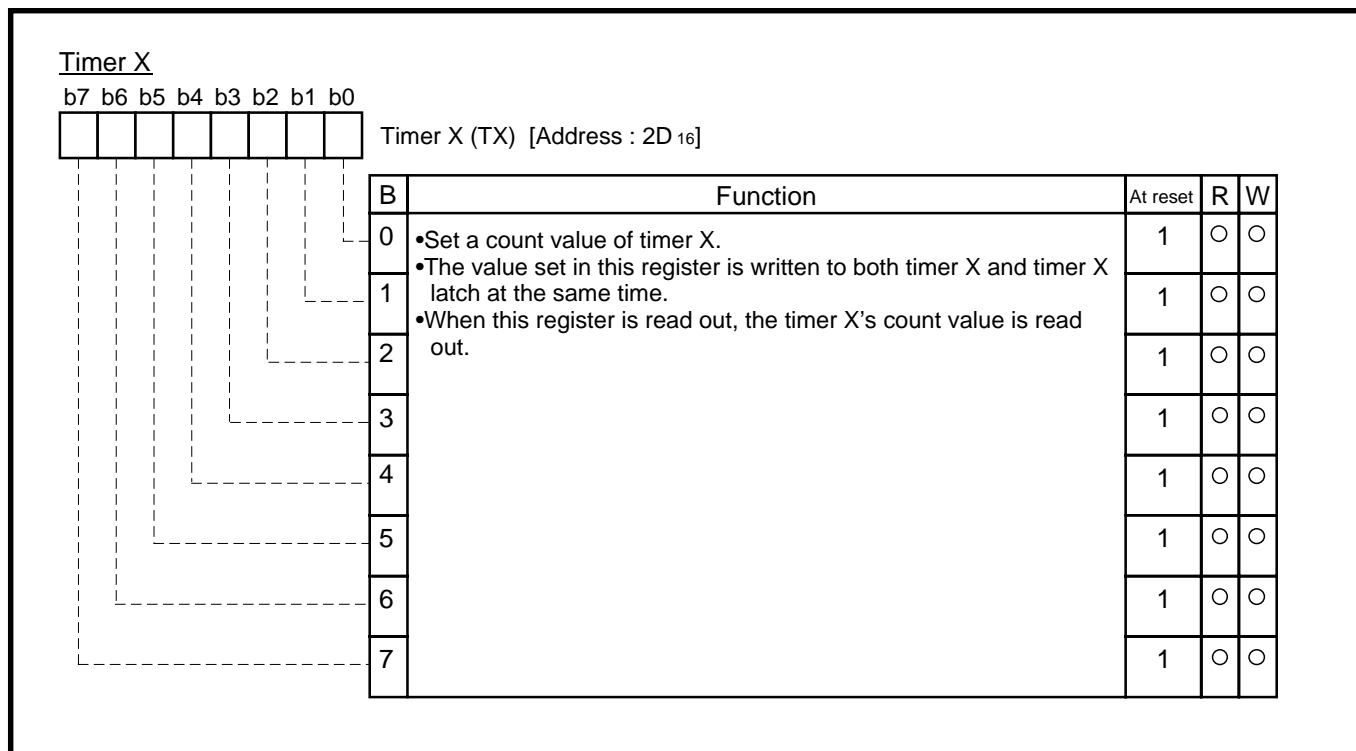 Timer X
b7 b6 b5 b4 b3 b2 b1 b0
Timer X (TX) [Address : 2D 16]
B Function At reset R W
0 •Set a count value of timer X. 1 ○ ○
•The value set in this register is written to both timer X and timer X
1 latch at the same time. 1 ○ ○
•When this register is read out, the timer X’s count value is read
2 out. 1 ○ ○
3 1 ○ ○
4 1 ○ ○
5 1 ○ ○
6 1 ○ ○
7 1 ○ ○